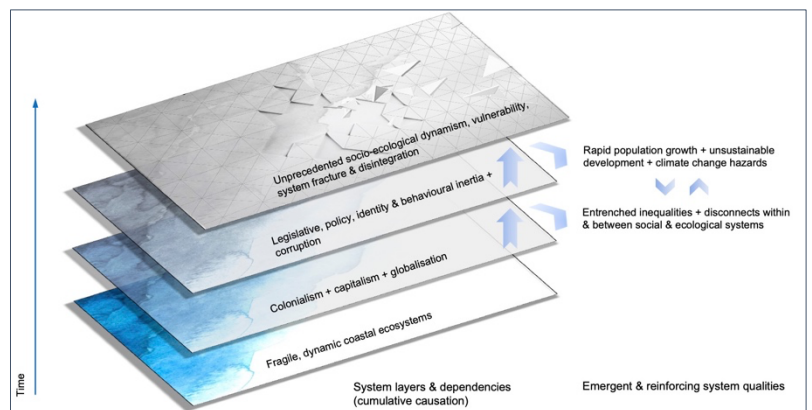 Unprecedented socio-ecological dynamism, vulnerability,
system fracture & disintegration
Rapid population growth + unsustainable
development + climate change hazards
Legislative, policy, identity & behavioural inertia +
corruption
Entrenched inequalities + disconnects within
& between social & ecological systems
Colonialism + capitalism + globalisation
Fragile, dynamic coastal ecosystems
Time
System layers & dependencies
(cumulative causation)
Emergent & reinforcing system qualities